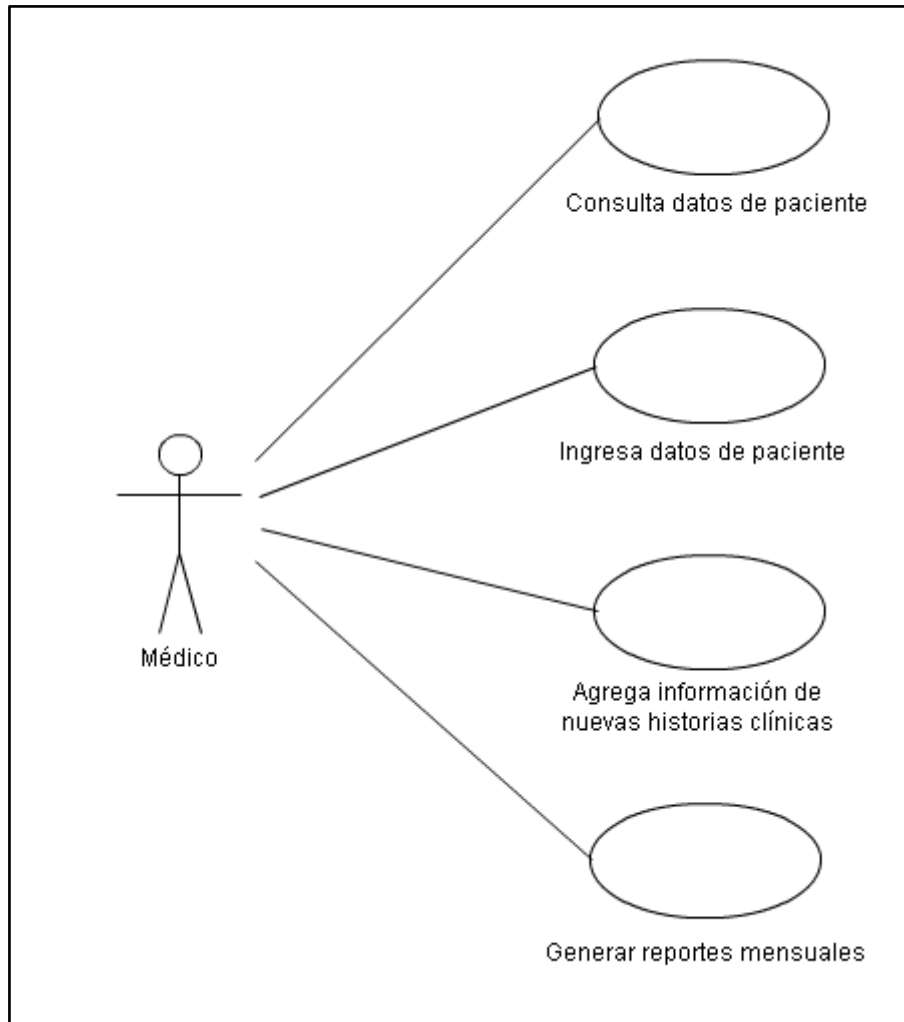 Consulta datos de paciente
Ingresa datos de paciente
Médico
Agrega información de
nuevas historias clínicas
Generar reportes mensuales